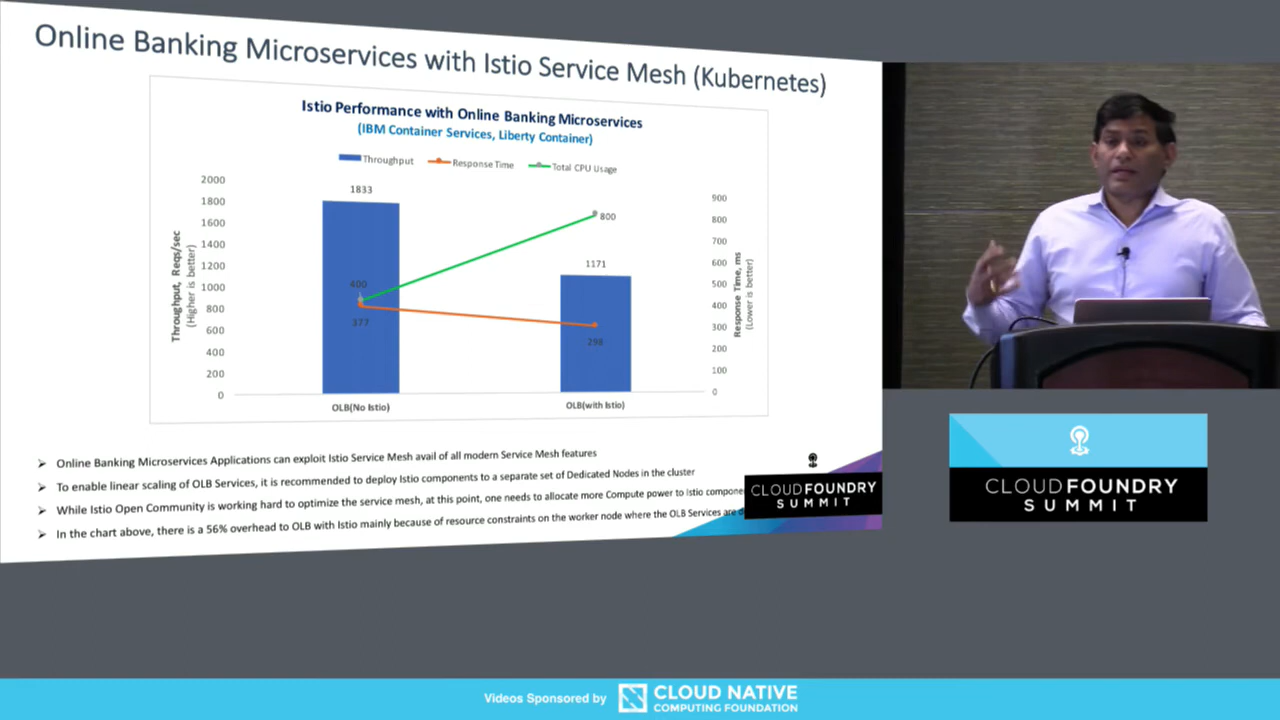 Online Banking Microservices with Istio Service Mesh (Kubernetes)
Istio Performance with Online Banking Microservices
(IBM Container Services, Liberty Container)
Throughput
Response Time
Total CPU Usage
Throughput, Reqs/sec
(Higher is better)
2000
1800
1600
1400
1200
1000
800
600
400
200
0
1833
400
377
800
1171
298
900
800
700
600
500
400
300
200
100
0
Response Time, ms
(Lower is better)
OLB(No Istio)
OLB(with Istio)
Online Banking Microservices Applications can exploit Istio Service Mesh avail of all modern Service Mesh features
To enable linear scaling of OLB Services, it is recommended to deploy Istio components to a separate set of Dedicated Nodes in the cluster
While Istio Open Community is working hard to optimize the service mesh, at this point, one needs to allocate more Compute power to Istio
In the chart above, there is a 56% overhead to OLB with Istio mainly because of resource constraints on the worker node where the OLB Services are
CLOUDFOUNDRY
SUMMIT
CLOUDFOUNDRY
SUMMIT
Videos Sponsored by
CLOUD NATIVE
COMPUTING FOUNDATION